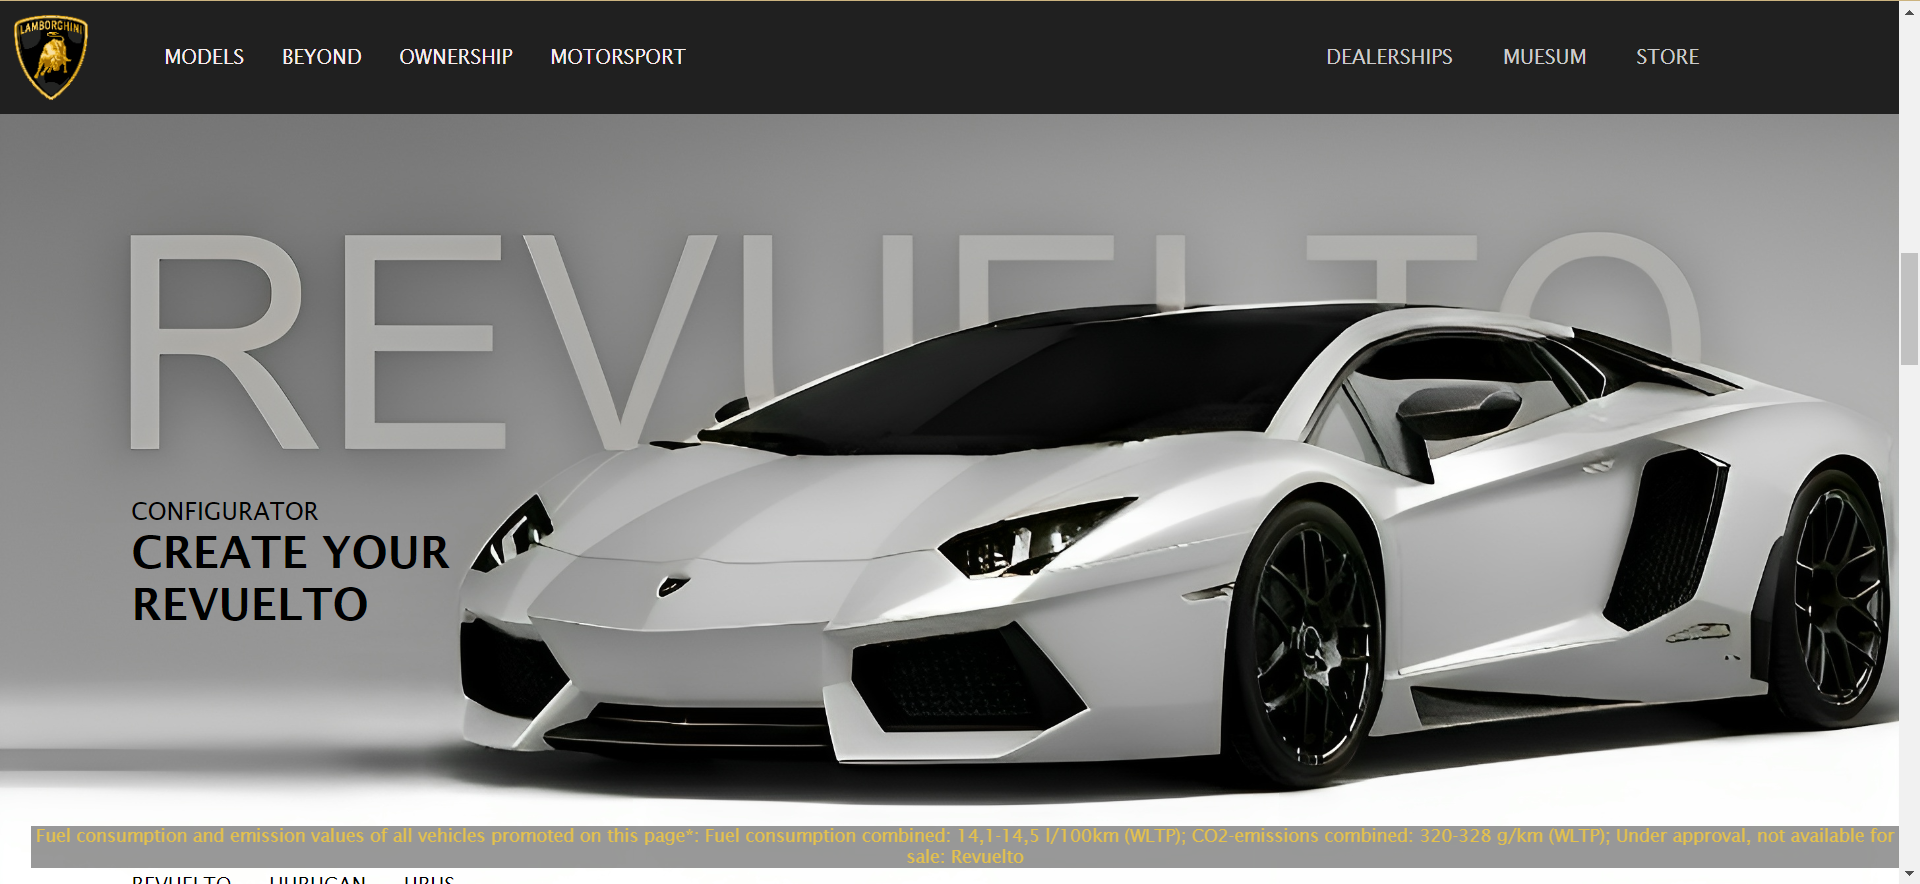 LAMBORGHINI
MODELS BEYOND OWNERSHIP MOTORSPORT DEALERSHIPS MUESUM STORE
REVUELTO
CONFIGURATOR
CREATE YOUR
REVUELTO
Fuel consumption and emission values of all vehicles promoted on this page*: Fuel consumption combined: 14,1-14,5 l/100km (WLTP); CO2-emissions combined: 320-328 g/km (WLTP); Under approval, not available for
sale: Revuelto
REVUELTO HURUCAN URUS